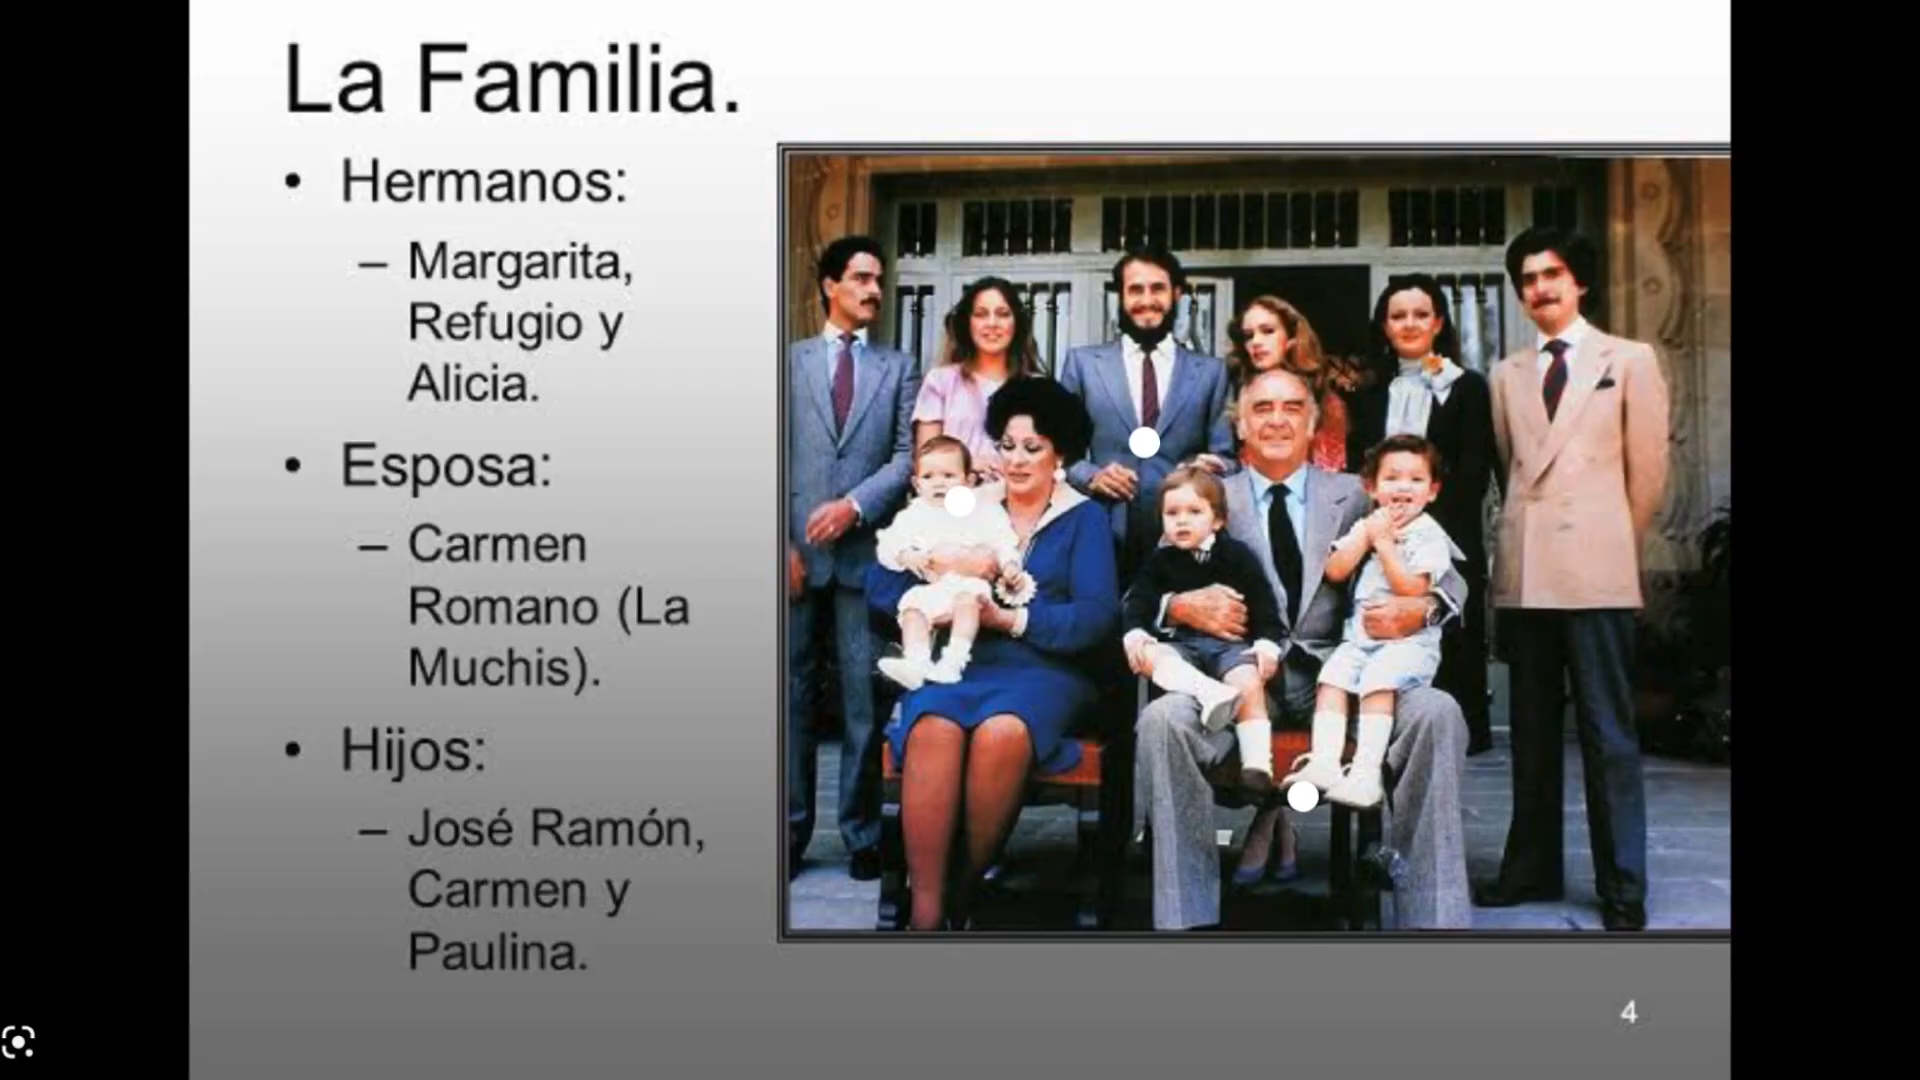 La Familia.
• Hermanos:
– Margarita,
Refugio y
Alicia.
• Esposa:
– Carmen
Romano (La
Muchis).
• Hijos:
– José Ramón,
Carmen y
Paulina.
4